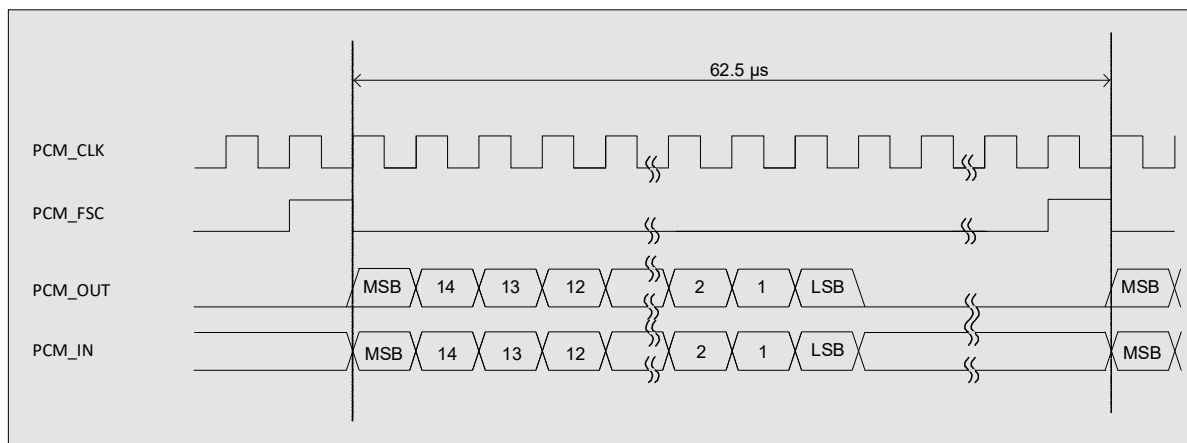 62.5 µs
PCM_CLK
PCM_FSC
PCM_OUT MSB 14 13 12 2 1 LSB MSB
PCM_IN MSB 14 13 12 2 1 LSB MSB